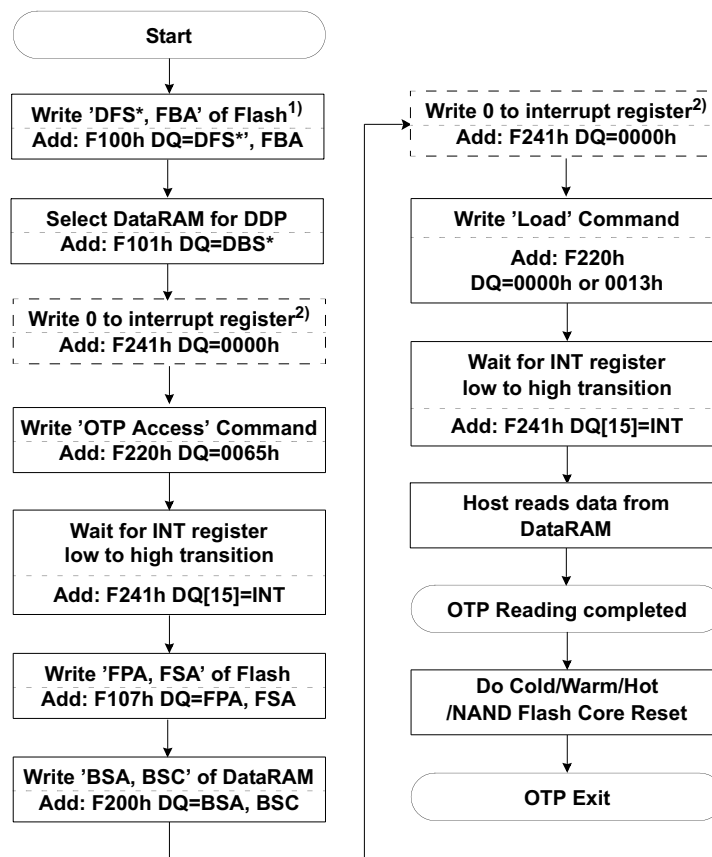 Start
Write 'DFS*, FBA' of Flash1)
Add: F100h DQ=DFS*', FBA
Select DataRAM for DDP
Add: F101h DQ=DBS*
Write 0 to interrupt register2)
Add: F241h DQ=0000h
Write 'OTP Access' Command
Add: F220h DQ=0065h
Wait for INT register
low to high transition
Add: F241h DQ[15]=INT
Write 'FPA, FSA' of Flash
Add: F107h DQ=FPA, FSA
Write 'BSA, BSC' of DataRAM
Add: F200h DQ=BSA, BSC
Write 0 to interrupt register2)
Add: F241h DQ=0000h
Write 'Load' Command
Add: F220h
DQ=0000h or 0013h
Wait for INT register
low to high transition
Add: F241h DQ[15]=INT
Host reads data from
DataRAM
OTP Reading completed
Do Cold/Warm/Hot
/NAND Flash Core Reset
OTP Exit